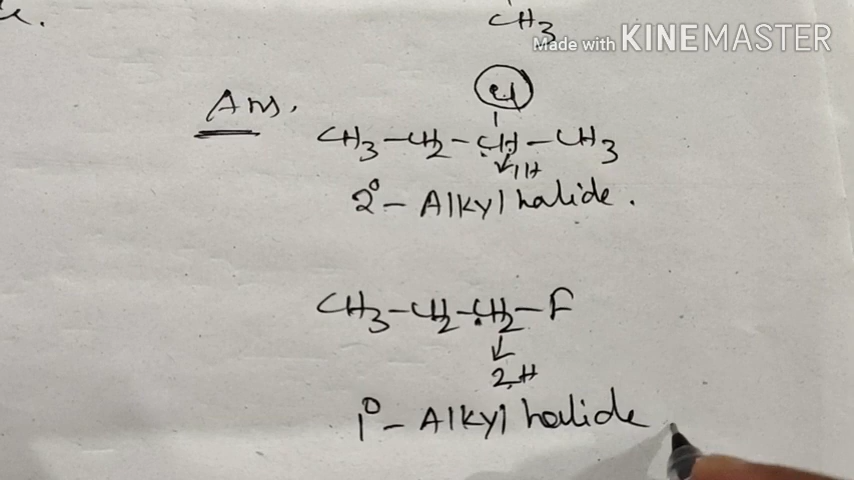 CH3
Made with KINEMASTER
Ans.
Cl
CH3-CH2-CH-CH3
1H
2° - Alkyl halide.
CH3-CH2-CH2-F
2H
1° - Alkyl halide